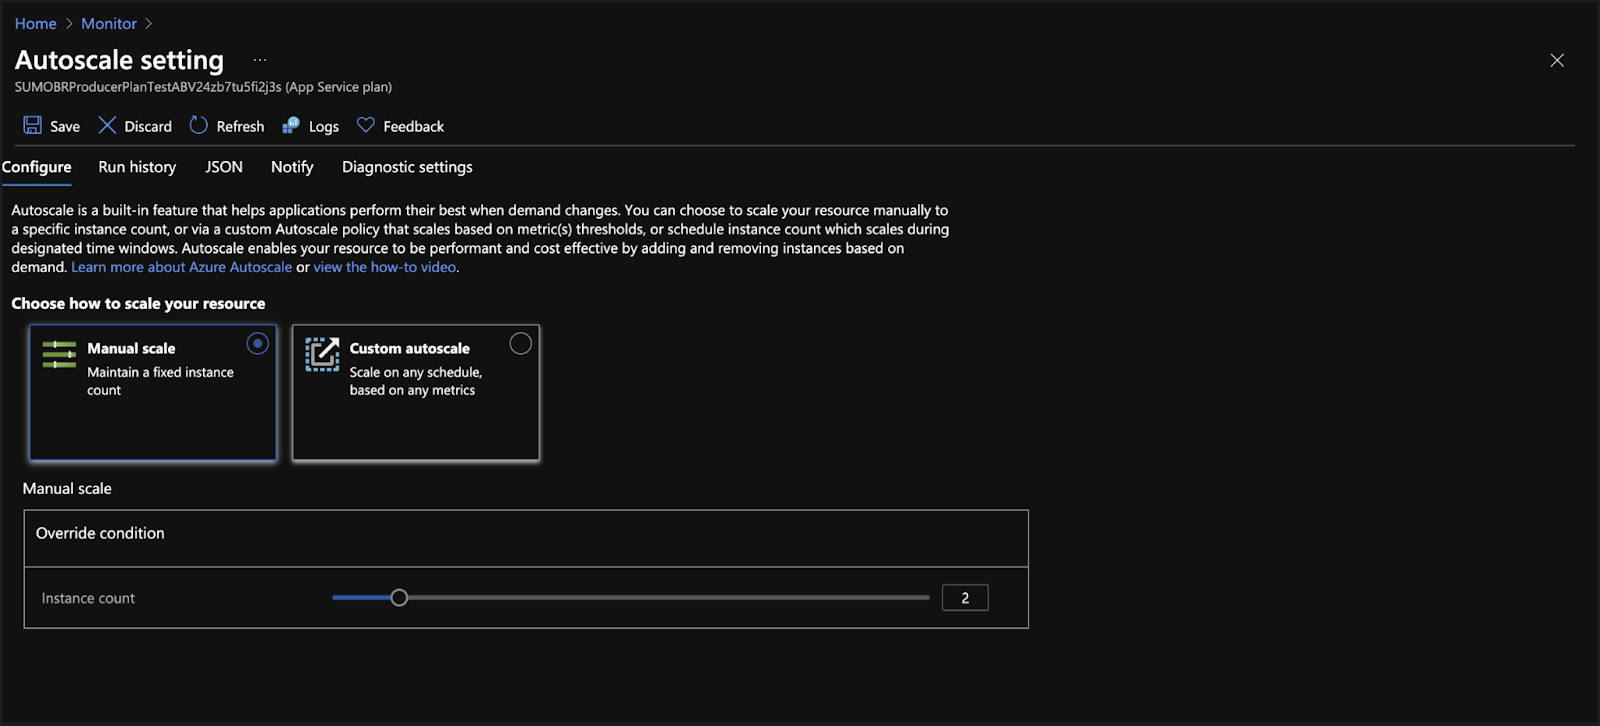 Home > Monitor >
Autoscale setting ...
SUMOBRProducerPlanTestABV24zb7tu5fi2j3s (App Service plan)
Save Discard Refresh Logs Feedback
Configure Run history JSON Notify Diagnostic settings
Autoscale is a built-in feature that helps applications perform their best when demand changes. You can choose to scale your resource manually to
a specific instance count, or via a custom Autoscale policy that scales based on metric(s) thresholds, or schedule instance count which scales during
designated time windows. Autoscale enables your resource to be performant and cost effective by adding and removing instances based on
demand. Learn more about Azure Autoscale or view the how-to video.
Choose how to scale your resource
Manual scale
Maintain a fixed instance
count
Custom autoscale
Scale on any schedule,
based on any metrics
Manual scale
Override condition
Instance count 2